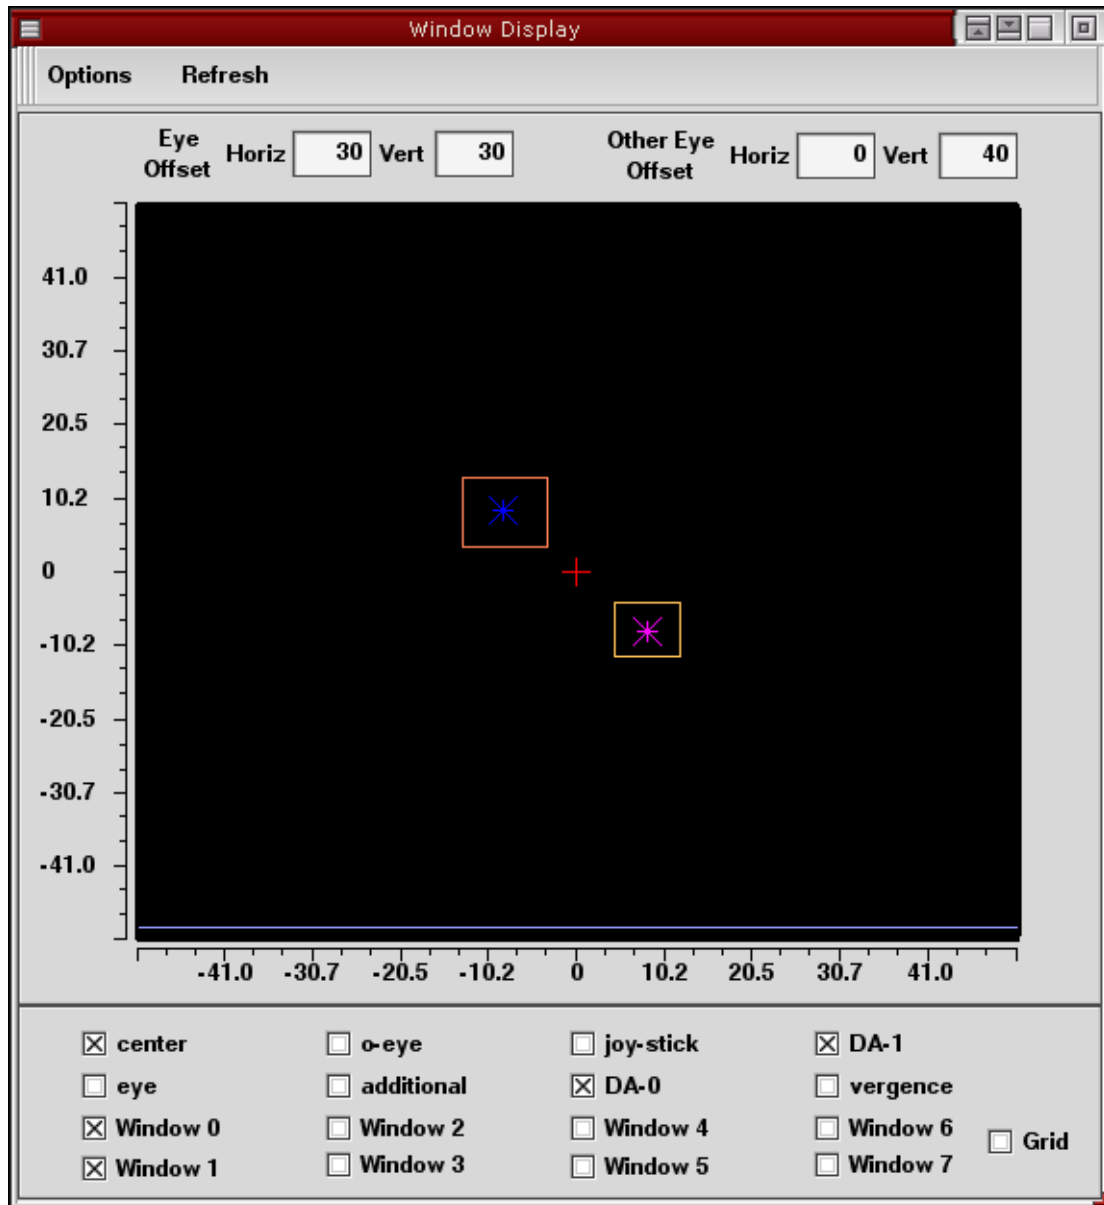 Window Display
Options Refresh
Eye Offset Horiz 30 Vert 30 Other Eye Offset Horiz 0 Vert 40
41.0
30.7
20.5
10.2
0
-10.2
-20.5
-30.7
-41.0
-41.0 -30.7 -20.5 -10.2 0 10.2 20.5 30.7 41.0
center o-eye joy-stick DA-1
eye additional DA-0 vergence
Window 0 Window 2 Window 4 Window 6
Grid
Window 1 Window 3 Window 5 Window 7